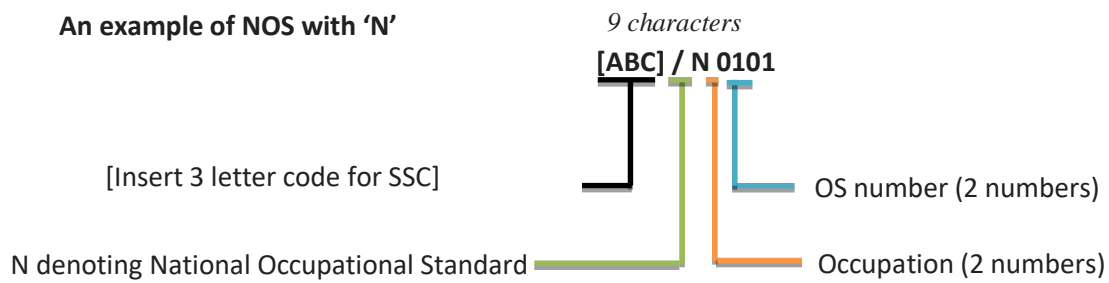 An example of NOS with ‘N’
9 characters
[ABC] / N 0101
[Insert 3 letter code for SSC]
OS number (2 numbers)
N denoting National Occupational Standard
Occupation (2 numbers)